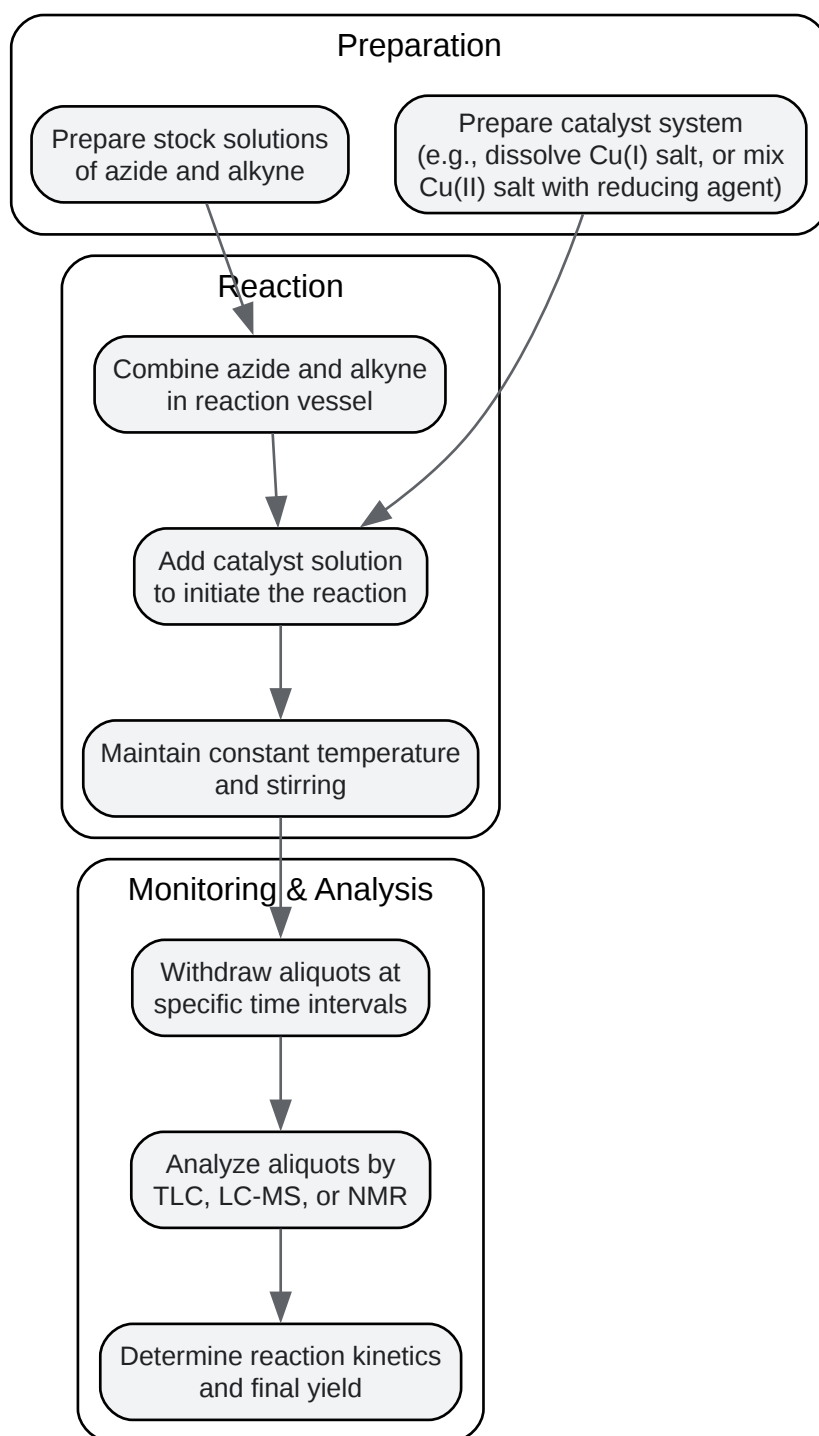 Preparation
Prepare stock solutions
of azide and alkyne
Prepare catalyst system
(e.g., dissolve Cu(I) salt, or mix
Cu(II) salt with reducing agent)
Reaction
Combine azide and alkyne
in reaction vessel
Add catalyst solution
to initiate the reaction
Maintain constant temperature
and stirring
Monitoring & Analysis
Withdraw aliquots at
specific time intervals
Analyze aliquots by
TLC, LC-MS, or NMR
Determine reaction kinetics
and final yield